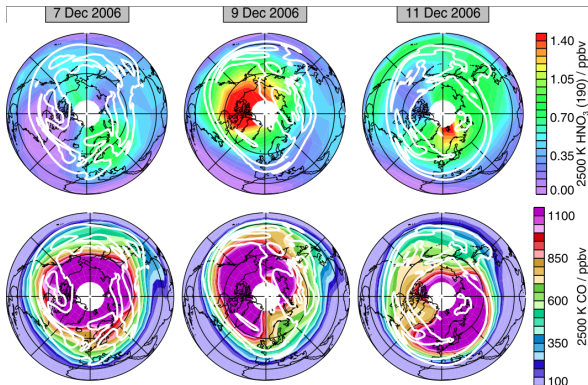 7 Dec 2006
9 Dec 2006
11 Dec 2006
1.40
1.05
0.70
0.35
0.00
2500 K HNO3 (190) / ppbv
1100
850
600
350
100
2500 K CO / ppbv